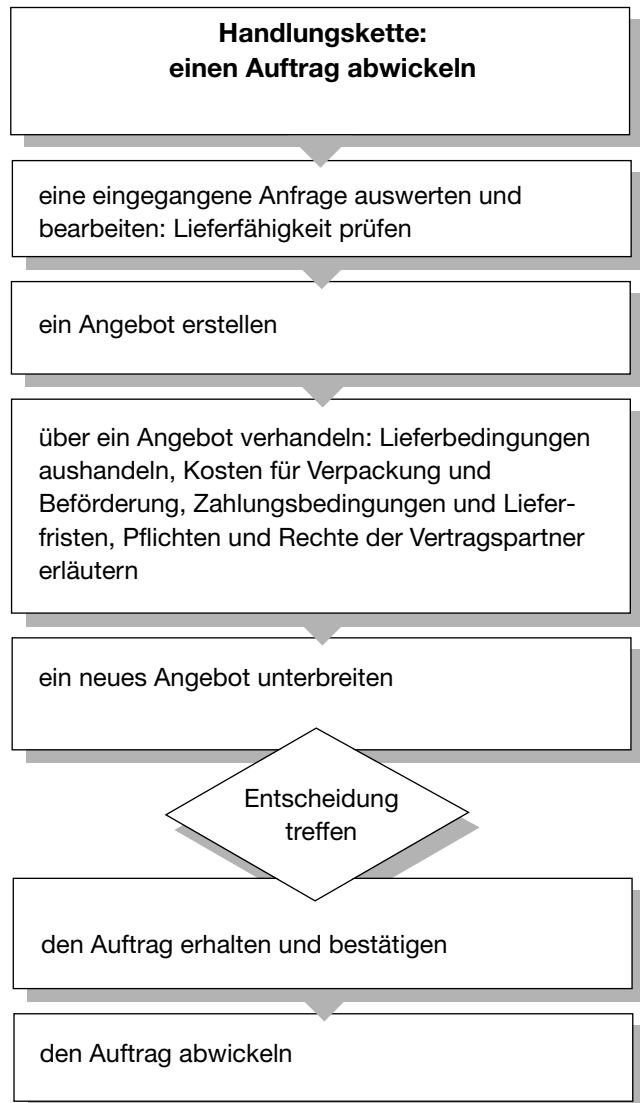 Handlungskette:
einen Auftrag abwickeln
eine eingegangene Anfrage auswerten und
bearbeiten: Lieferfähigkeit prüfen
ein Angebot erstellen
über ein Angebot verhandeln: Lieferbedingungen
aushandeln, Kosten für Verpackung und
Beförderung, Zahlungsbedingungen und Liefer-
fristen, Pflichten und Rechte der Vertragspartner
erläutern
ein neues Angebot unterbreiten
Entscheidung
treffen
den Auftrag erhalten und bestätigen
den Auftrag abwickeln